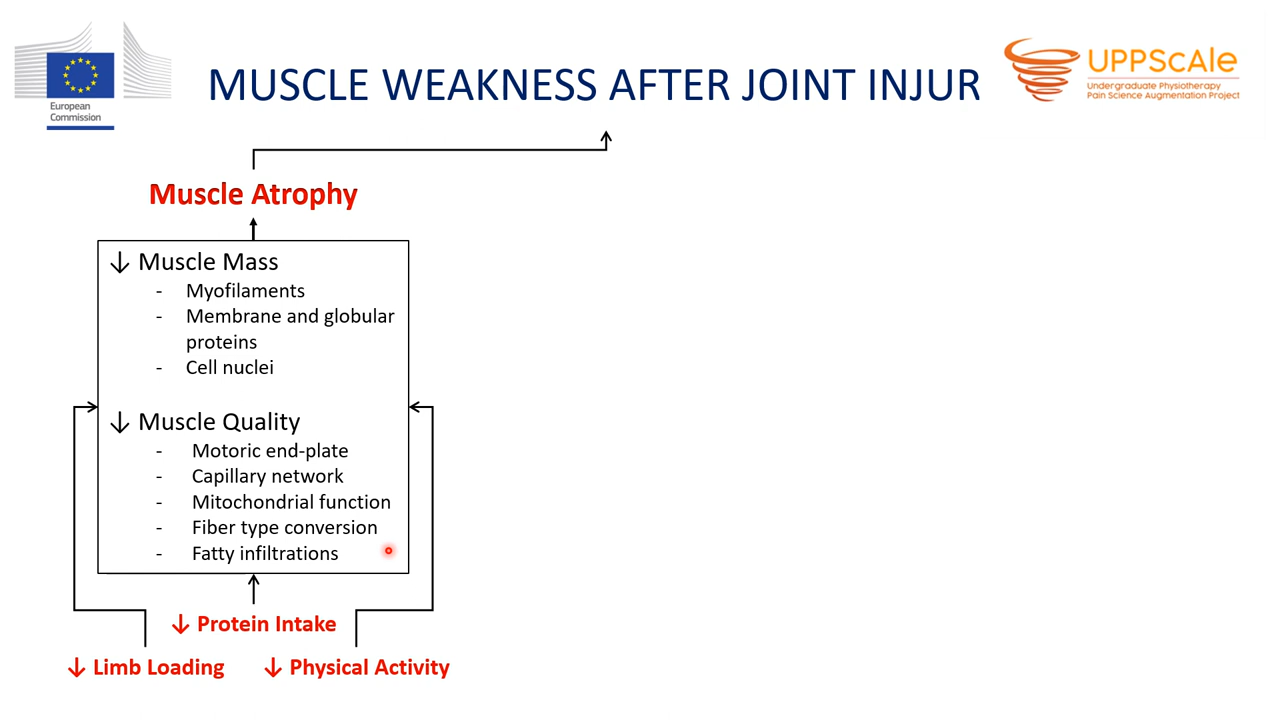 European
Commission
MUSCLE WEAKNESS AFTER JOINT INJUR
UPPScale
Undergraduate Physiotherapy
Pain Science Augmentation Project
Muscle Atrophy
↓ Muscle Mass
- Myofilaments
- Membrane and globular
proteins
- Cell nuclei
↓ Muscle Quality
- Motoric end-plate
- Capillary network
- Mitochondrial function
- Fiber type conversion
- Fatty infiltrations
↓ Protein Intake
↓ Limb Loading
↓ Physical Activity